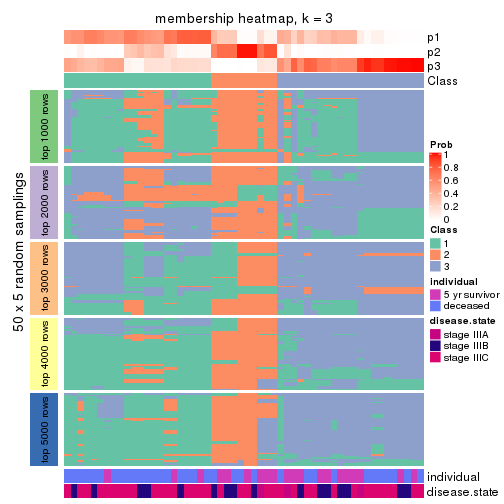 membership heatmap, k = 3
p1
p2
p3
Class
50 x 5 random samplings
top 1000 rows
top 2000 rows
top 3000 rows
top 4000 rows
top 5000 rows
individual
disease.state
Prob
1
0.8
0.6
0.4
0.2
0
Class
1
2
3
individual
5 yr survivor
deceased
disease.state
stage IIIA
stage IIIB
stage IIIC